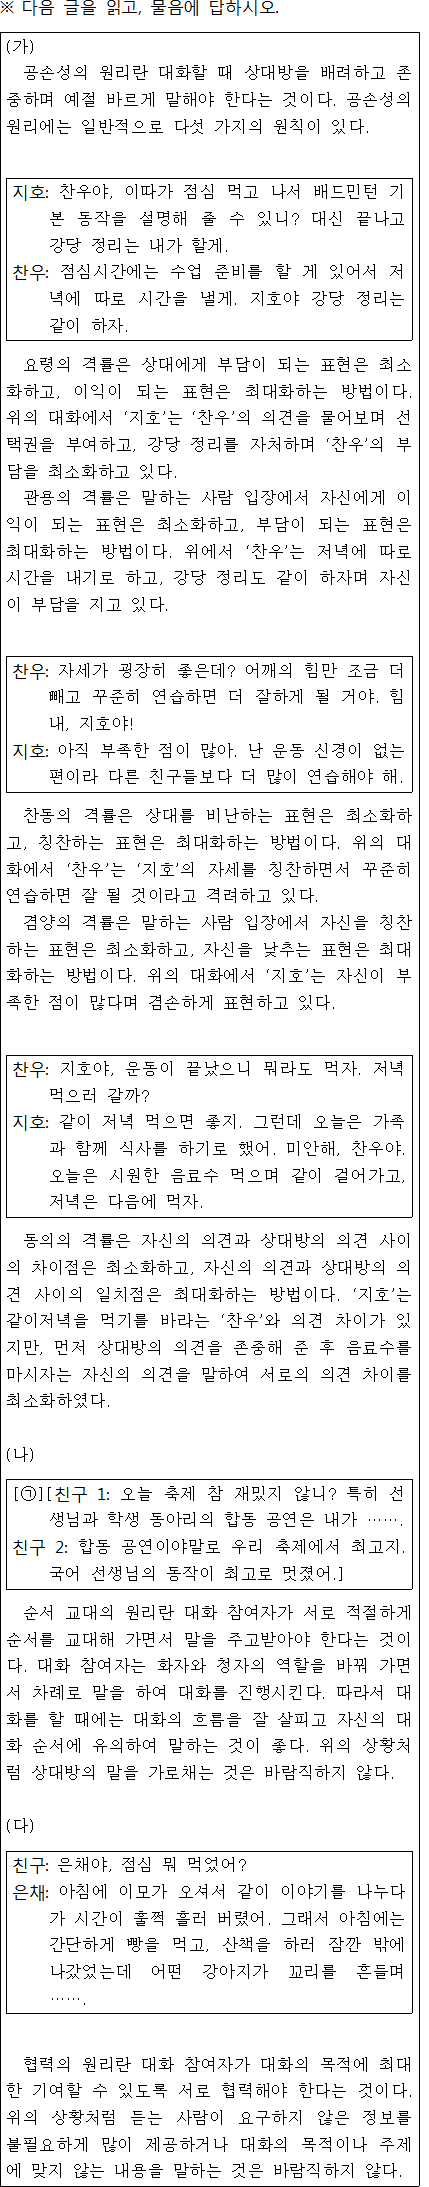 ※ 다음 글을 읽고, 물음에 답하시오.
(가)
공손성의 원리란 대화할 때 상대방을 배려하고 존
중하며 예절 바르게 말해야 한다는 것이다. 공손성의
원리에는 일반적으로 다섯 가지의 원칙이 있다.
지호: 찬우야, 이따가 점심 먹고 나서 배드민턴 기
본 동작을 설명해 줄 수 있니? 대신 끝나고
강당 정리는 내가 할게.
찬우: 점심시간에는 수업 준비를 할 게 있어서 저
녁에 따로 시간을 낼게. 지호야 강당 정리는
같이 하자.
요령의 격률은 상대에게 부담이 되는 표현은 최소
화하고, 이익이 되는 표현은 최대화하는 방법이다.
위의 대화에서 ‘지호’는 ‘찬우’의 의견을 물어보며 선
택권을 부여하고, 강당 정리를 자처하며 ‘찬우’의 부
담을 최소화하고 있다.
관용의 격률은 말하는 사람 입장에서 자신에게 이
익이 되는 표현은 최소화하고, 부담이 되는 표현은
최대화하는 방법이다. 위에서 ‘찬우’는 저녁에 따로
시간을 내기로 하고, 강당 정리도 같이 하자며 자신
이 부담을 지고 있다.
찬우: 자세가 굉장히 좋은데? 어깨의 힘만 조금 더
빼고 꾸준히 연습하면 더 잘하게 될 거야. 힘
내, 지호야!
지호: 아직 부족한 점이 많아. 난 운동 신경이 없는
편이라 다른 친구들보다 더 많이 연습해야 해.
찬동의 격률은 상대를 비난하는 표현은 최소화하
고, 칭찬하는 표현은 최대화하는 방법이다. 위의 대
화에서 ‘찬우’는 ‘지호’의 자세를 칭찬하면서 꾸준히
연습하면 잘 될 것이라고 격려하고 있다.
겸양의 격률은 말하는 사람 입장에서 자신을 칭찬
하는 표현은 최소화하고, 자신을 낮추는 표현은 최대
화하는 방법이다. 위의 대화에서 ‘지호’는 자신이 부
족한 점이 많다며 겸손하게 표현하고 있다.
찬우: 지호야, 운동이 끝났으니 뭐라도 먹자. 저녁
먹으러 갈까?
지호: 같이 저녁 먹으면 좋지. 그런데 오늘은 가족
과 함께 식사를 하기로 했어. 미안해, 찬우야.
오늘은 시원한 음료수 먹으며 같이 걸어가고,
저녁은 다음에 먹자.
동의의 격률은 자신의 의견과 상대방의 의견 사이
의 차이점은 최소화하고, 자신의 의견과 상대방의 의
견 사이의 일치점은 최대화하는 방법이다. ‘지호’는
같이저녁을 먹기를 바라는 ‘찬우’와 의견 차이가 있
지만, 먼저 상대방의 의견을 존중해 준 후 음료수를
마시자는 자신의 의견을 말하여 서로의 의견 차이를
최소화하였다.
(나)
[㉠][친구 1: 오늘 축제 참 재밌지 않니? 특히 선
생님과 학생 동아리의 합동 공연은 내가 …….
친구 2: 합동 공연이야말로 우리 축제에서 최고지.
국어 선생님의 동작이 최고로 멋졌어.]
순서 교대의 원리란 대화 참여자가 서로 적절하게
순서를 교대해 가면서 말을 주고받아야 한다는 것이
다. 대화 참여자는 화자와 청자의 역할을 바꿔 가면
서 차례로 말을 하여 대화를 진행시킨다. 따라서 대
화를 할 때에는 대화의 흐름을 잘 살피고 자신의 대
화 순서에 유의하여 말하는 것이 좋다. 위의 상황처
럼 상대방의 말을 가로채는 것은 바람직하지 않다.
(다)
친구: 은채야, 점심 뭐 먹었어?
은채: 아침에 이모가 오셔서 같이 이야기를 나누다
가 시간이 훌쩍 흘러 버렸어. 그래서 아침에는
간단하게 빵을 먹고, 산책을 하러 잠깐 밖에
나갔었는데 어떤 강아지가 꼬리를 흔들며
…….
협력의 원리란 대화 참여자가 대화의 목적에 최대
한 기여할 수 있도록 서로 협력해야 한다는 것이다.
위의 상황처럼 듣는 사람이 요구하지 않은 정보를
불필요하게 많이 제공하거나 대화의 목적이나 주제
에 맞지 않는 내용을 말하는 것은 바람직하지 않다.